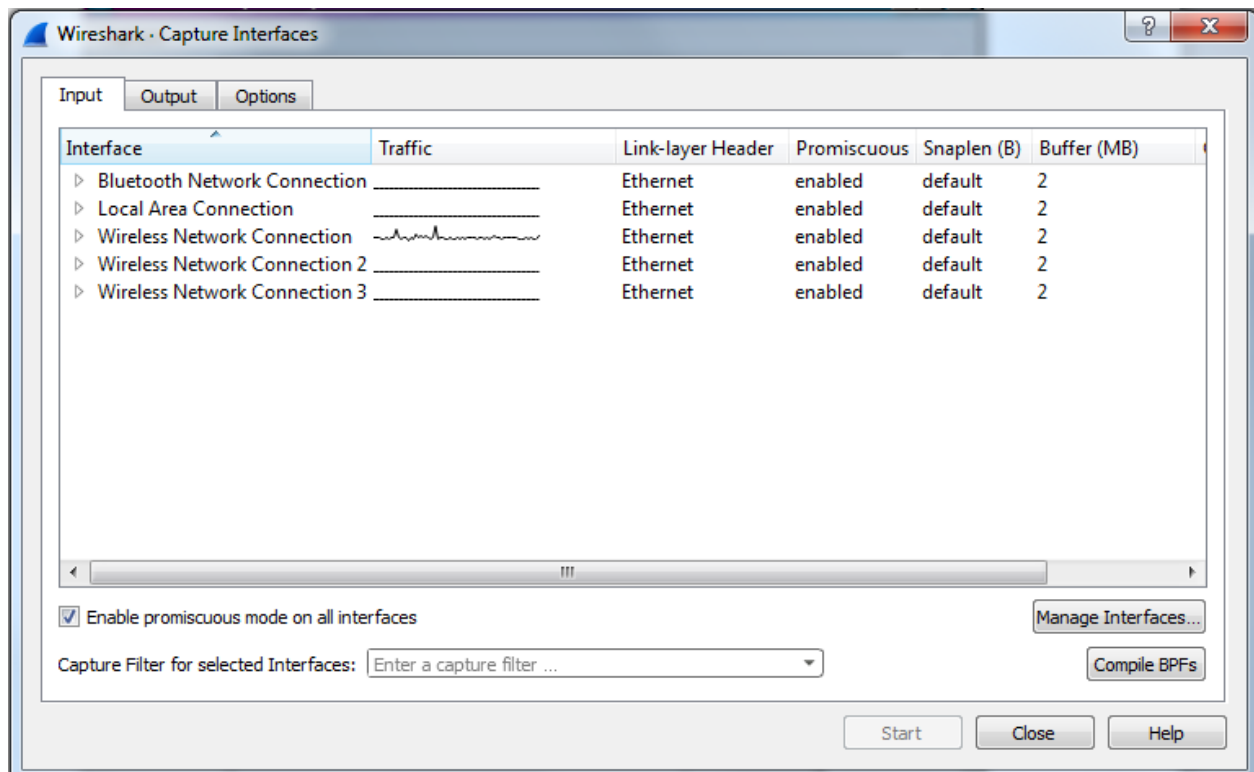 Wireshark · Capture Interfaces
Input Output Options
Interface Traffic Link-layer Header Promiscuous Snaplen (B) Buffer (MB)
Bluetooth Network Connection Ethernet enabled default 2
Local Area Connection Ethernet enabled default 2
Wireless Network Connection Ethernet enabled default 2
Wireless Network Connection 2 Ethernet enabled default 2
Wireless Network Connection 3 Ethernet enabled default 2
Enable promiscuous mode on all interfaces Manage Interfaces...
Capture Filter for selected Interfaces: Enter a capture filter ... Compile BPFs
Start Close Help